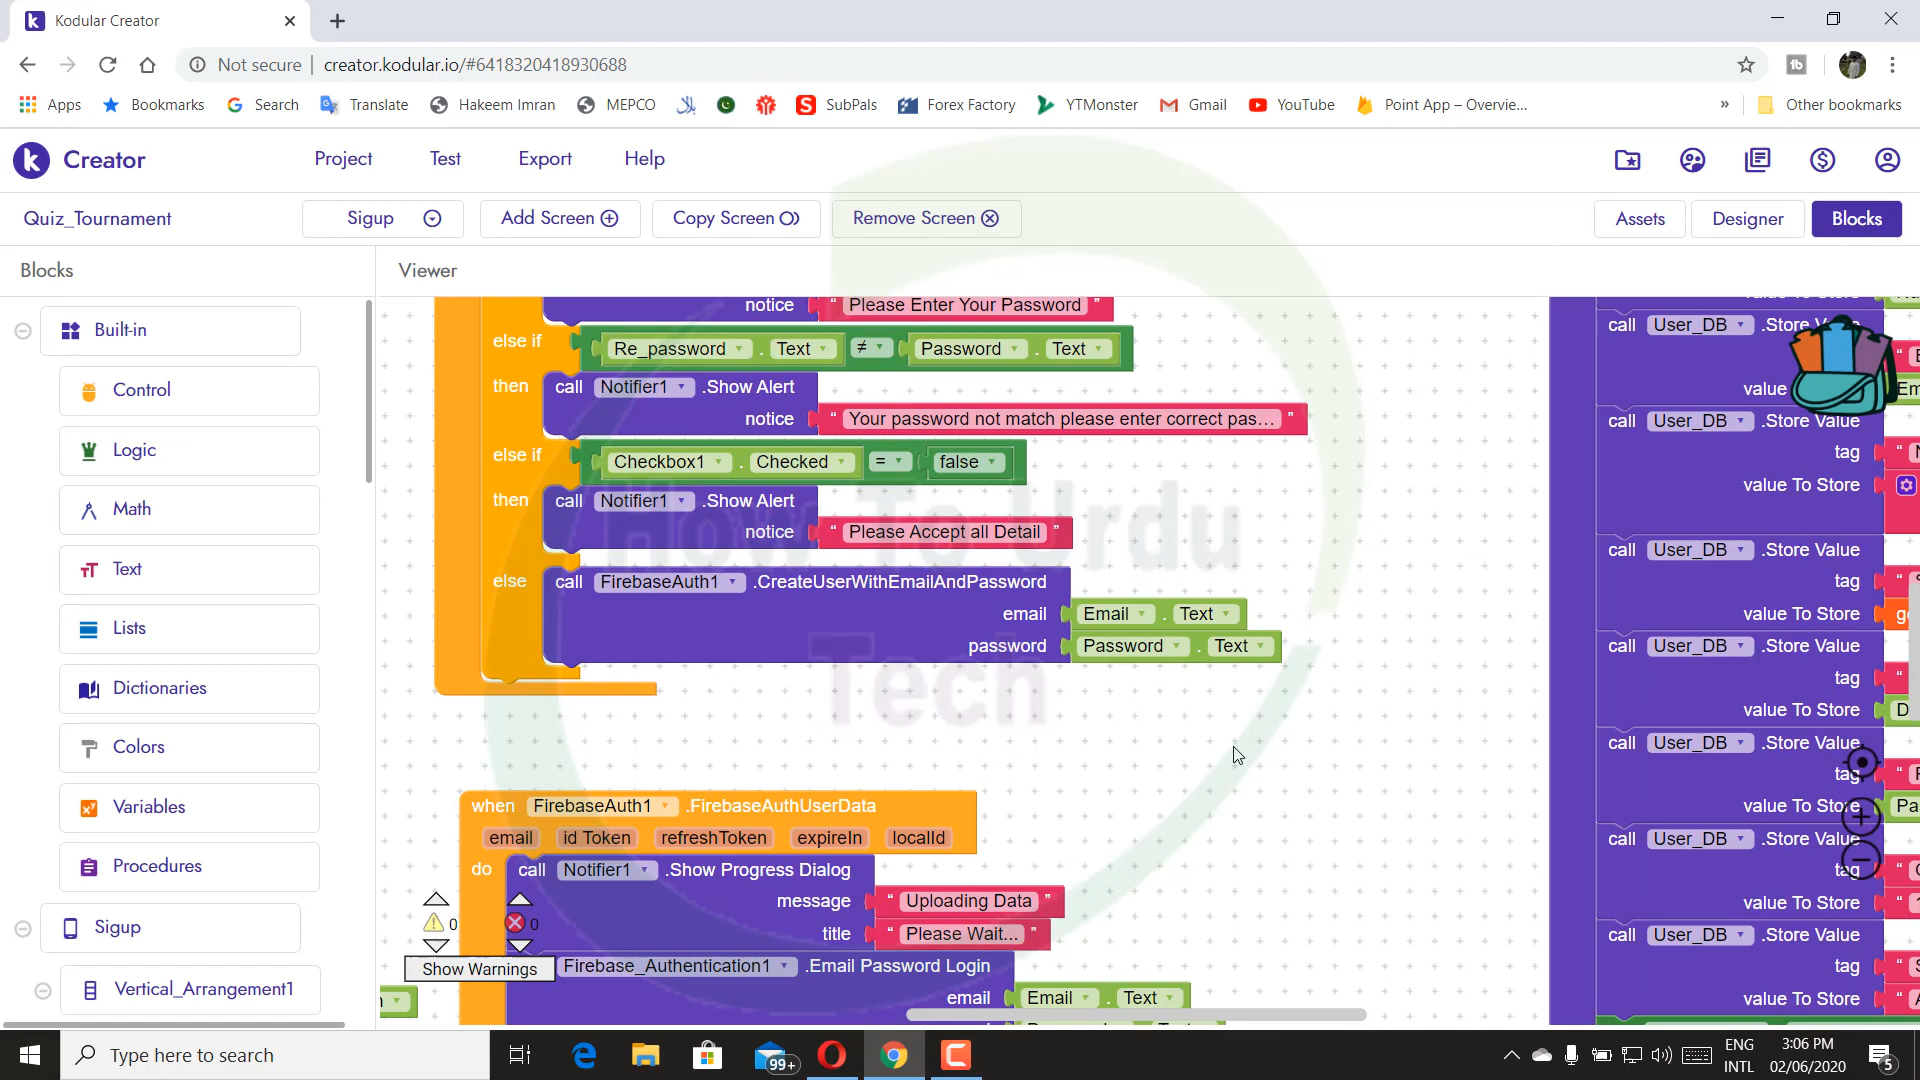 Kodular Creator
Not secure
creator.kodular.io/#6418320418930688
Apps
Bookmarks
Search
Translate
Hakeem Imran
MEPCO
SubPals
Forex Factory
YTMonster
Gmail
YouTube
Point App – Overvie...
»
Other bookmarks
Creator
Project
Test
Export
Help
Quiz_Tournament
Sigup
Add Screen
Copy Screen
Remove Screen
Assets
Designer
Blocks
Blocks
Viewer
Built-in
Control
Logic
Math
Text
Lists
Dictionaries
Colors
Variables
Procedures
Sigup
Vertical_Arrangement1
notice “ Please Enter Your Password ”
else if Re_password . Text ≠ Password . Text
then call Notifier1 .Show Alert
notice “ Your password not match please enter correct pas... ”
else if Checkbox1 . Checked = false
then call Notifier1 .Show Alert
notice “ Please Accept all Detail ”
else call FirebaseAuth1 .CreateUserWithEmailAndPassword
email Email . Text
password Password . Text
when FirebaseAuth1 .FirebaseAuthUserData
email id Token refreshToken expireIn localId
do call Notifier1 .Show Progress Dialog
message “ Uploading Data ”
title “ Please Wait... ”
Firebase_Authentication1 .Email Password Login
email Email . Text
0
0
Show Warnings
call User_DB .Store Value
value
call User_DB .Store Value
tag
value To Store
call User_DB .Store Value
tag
value To Store
call User_DB .Store Value
tag
value To Store
call User_DB .Store Value
tag
value To Store
call User_DB .Store Value
tag
value To Store
call User_DB .Store Value
tag
value To Store
How To Urdu
Tech
Type here to search
99+
ENG
INTL
3:06 PM
02/06/2020
5